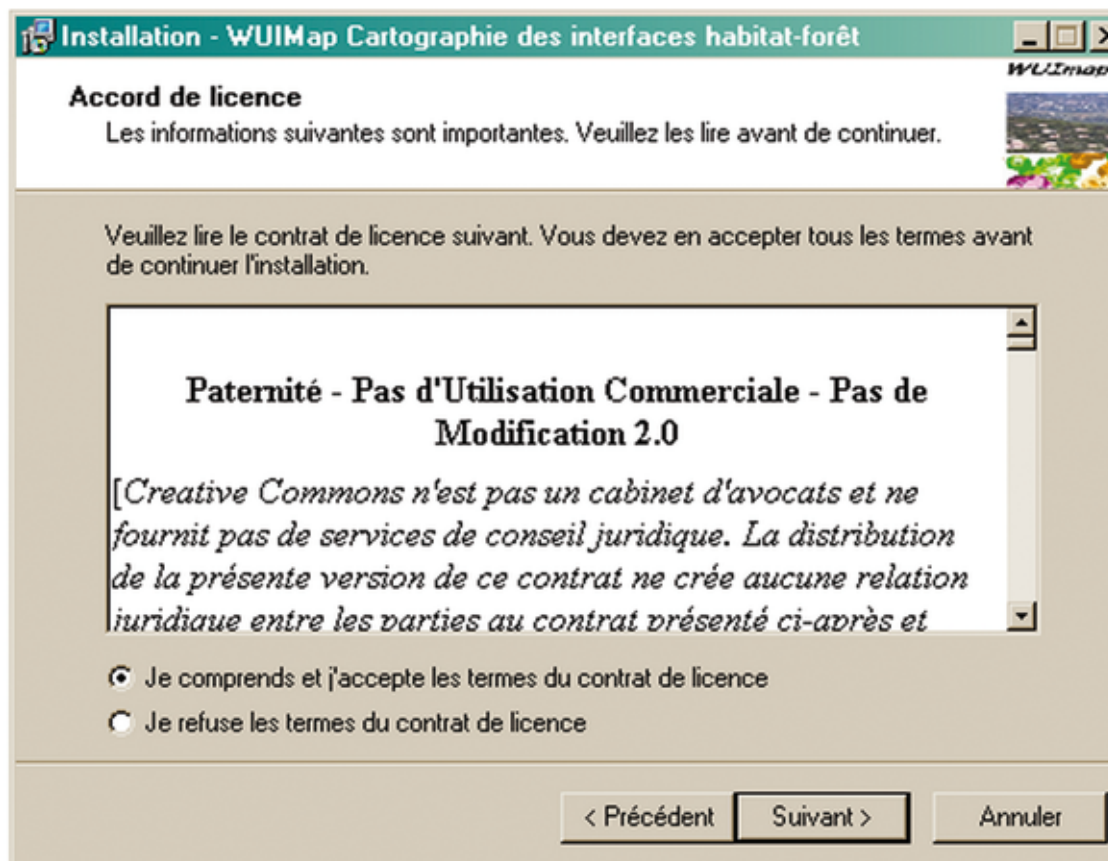 Installation - WUIMap Cartographie des interfaces habitat-forêt
WUImap
Accord de licence
Les informations suivantes sont importantes. Veuillez les lire avant de continuer.
Veuillez lire le contrat de licence suivant. Vous devez en accepter tous les termes avant
de continuer l'installation.
Paternité - Pas d'Utilisation Commerciale - Pas de
Modification 2.0
[Creative Commons n'est pas un cabinet d'avocats et ne
fournit pas de services de conseil juridique. La distribution
de la présente version de ce contrat ne crée aucune relation
juridique entre les parties au contrat présenté ci-après et
Je comprends et j'accepte les termes du contrat de licence
Je refuse les termes du contrat de licence
< Précédent
Suivant >
Annuler